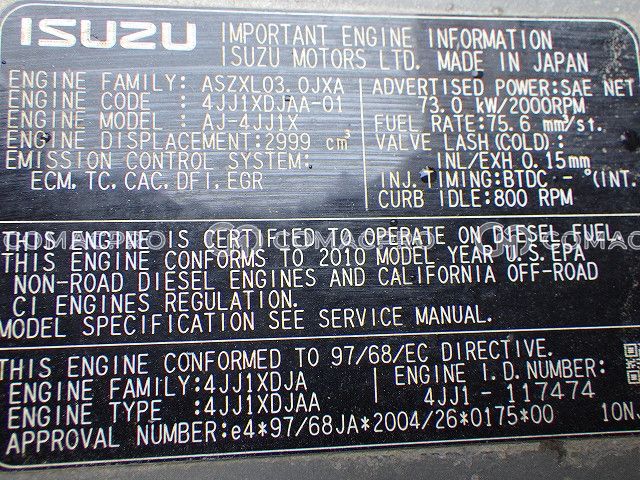 ISUZU
IMPORTANT ENGINE INFORMATION
ISUZU MOTORS LTD. MADE IN JAPAN
ENGINE FAMILY: ASZXL03.0JXA
ENGINE CODE : 4JJ1XDJAA-01
ENGINE MODEL : AJ-4JJ1X
ENGINE DISPLACEMENT:2999 cm³
EMISSION CONTROL SYSTEM:
ECM,TC,CAC,DFI,EGR
ADVERTISED POWER:SAE NET
73.0 kW/2000RPM
FUEL RATE:75.6 mm³/st.
VALVE LASH(COLD):
INL/EXH 0.15mm
INJ.TIMING:BTDC -°(INT.
CURB IDLE:800 RPM
THIS ENGINE IS CERTIFIED TO OPERATE ON DIESEL FUEL.
THIS ENGINE CONFORMS TO 2010 MODEL YEAR U.S.EPA
NON-ROAD DIESEL ENGINES AND CALIFORNIA OFF-ROAD
CI ENGINES REGULATION.
MODEL SPECIFICATION SEE SERVICE MANUAL.
THIS ENGINE CONFORMED TO 97/68/EC DIRECTIVE.
ENGINE FAMILY:4JJ1XDJA
ENGINE TYPE :4JJ1XDJAA
ENGINE I.D.NUMBER:
4JJ1 - 117474
APPROVAL NUMBER:e4*97/68JA*2004/26*0175*00
10N